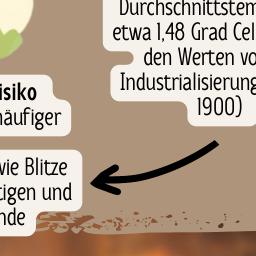 Durchschnittstem
etwa 1,48 Grad Cel
den Werten vo
Industrialisierung
1900)
isiko
häufiger
wie Blitze
tigen und
nde